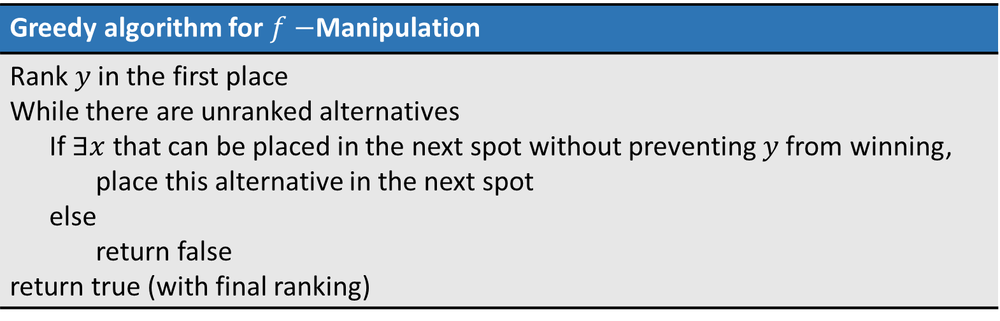 Greedy algorithm for f −Manipulation
Rank y in the first place
While there are unranked alternatives
If ∃x that can be placed in the next spot without preventing y from winning,
place this alternative in the next spot
else
return false
return true (with final ranking)